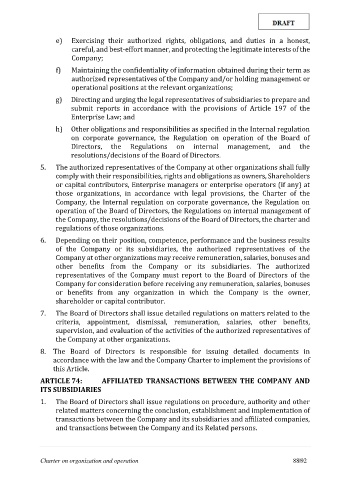 DRAFT
e) Exercising their authorized rights, obligations, and duties in a honest,
careful, and best-effort manner, and protecting the legitimate interests of the
Company;
f) Maintaining the confidentiality of information obtained during their term as
authorized representatives of the Company and/or holding management or
operational positions at the relevant organizations;
g) Directing and urging the legal representatives of subsidiaries to prepare and
submit reports in accordance with the provisions of Article 197 of the
Enterprise Law; and
h) Other obligations and responsibilities as specified in the Internal regulation
on corporate governance, the Regulation on operation of the Board of
Directors, the Regulations on internal management, and the
resolutions/decisions of the Board of Directors.
5. The authorized representatives of the Company at other organizations shall fully
comply with their responsibilities, rights and obligations as owners, Shareholders
or capital contributors, Enterprise managers or enterprise operators (if any) at
those organizations, in accordance with legal provisions, the Charter of the
Company, the Internal regulation on corporate governance, the Regulation on
operation of the Board of Directors, the Regulations on internal management of
the Company, the resolutions/decisions of the Board of Directors, the charter and
regulations of those organizations.
6. Depending on their position, competence, performance and the business results
of the Company or its subsidiaries, the authorized representatives of the
Company at other organizations may receive remuneration, salaries, bonuses and
other benefits from the Company or its subsidiaries. The authorized
representatives of the Company must report to the Board of Directors of the
Company for consideration before receiving any remuneration, salaries, bonuses
or benefits from any organization in which the Company is the owner,
shareholder or capital contributor.
7. The Board of Directors shall issue detailed regulations on matters related to the
criteria, appointment, dismissal, remuneration, salaries, other benefits,
supervision, and evaluation of the activities of the authorized representatives of
the Company at other organizations.
8. The Board of Directors is responsible for issuing detailed documents in
accordance with the law and the Company Charter to implement the provisions of
this Article.
ARTICLE 74: AFFILIATED TRANSACTIONS BETWEEN THE COMPANY AND
ITS SUBSIDIARIES
1. The Board of Directors shall issue regulations on procedure, authority and other
related matters concerning the conclusion, establishment and implementation of
transactions between the Company and its subsidiaries and affiliated companies,
and transactions between the Company and its Related persons.
Charter on organization and operation 88|92